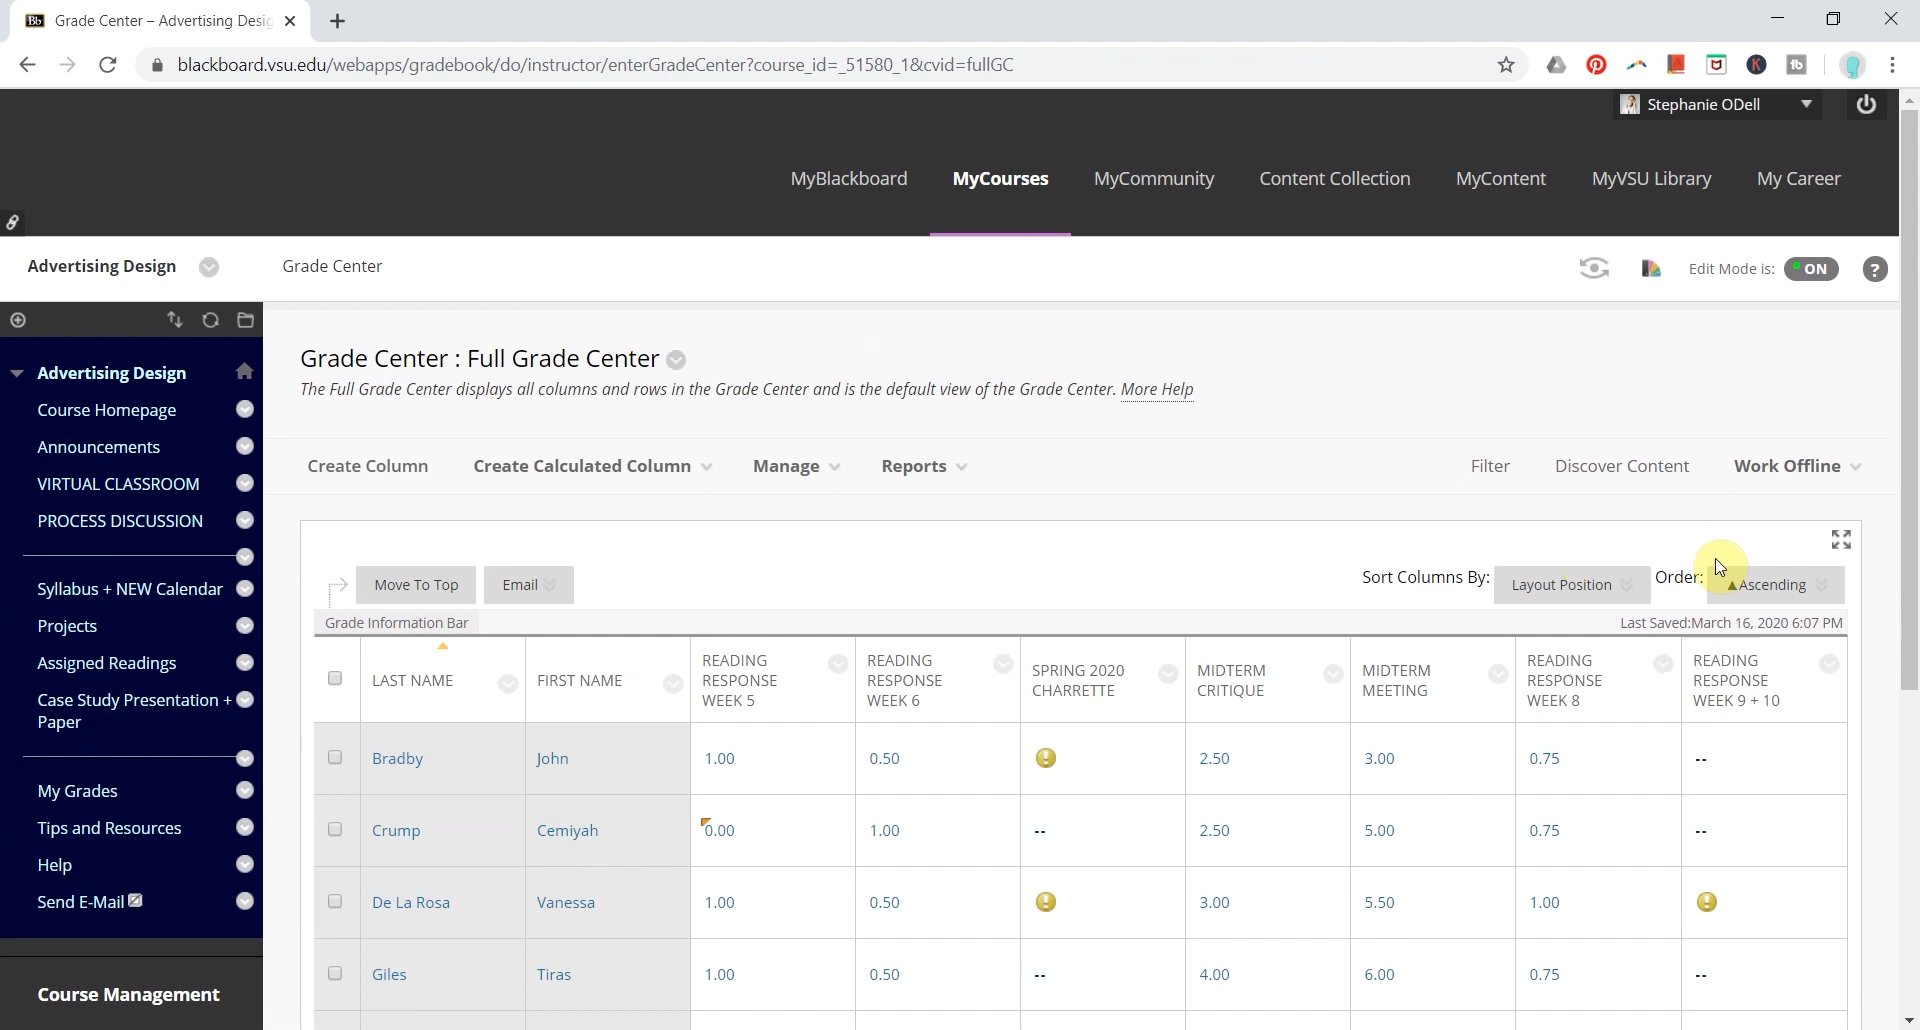 Grade Center – Advertising Desig
blackboard.vsu.edu/webapps/gradebook/do/instructor/enterGradeCenter?course_id=_51580_1&cvid=fullGC
Stephanie ODell
MyBlackboard MyCourses MyCommunity Content Collection MyContent MyVSU Library My Career
Advertising Design Grade Center Edit Mode is: ON ?
Advertising Design
Course Homepage
Announcements
VIRTUAL CLASSROOM
PROCESS DISCUSSION
Syllabus + NEW Calendar
Projects
Assigned Readings
Case Study Presentation +
Paper
My Grades
Tips and Resources
Help
Send E-Mail
Course Management
Grade Center : Full Grade Center
The Full Grade Center displays all columns and rows in the Grade Center and is the default view of the Grade Center. More Help
Create Column Create Calculated Column Manage Reports Filter Discover Content Work Offline
Move To Top Email Sort Columns By: Layout Position Order: ▲Ascending
Grade Information Bar Last Saved:March 16, 2020 6:07 PM
LAST NAME FIRST NAME READING RESPONSE WEEK 5 READING RESPONSE WEEK 6 SPRING 2020 CHARRETTE MIDTERM CRITIQUE MIDTERM MEETING READING RESPONSE WEEK 8 READING RESPONSE WEEK 9 + 10
Bradby John 1.00 0.50 ! 2.50 3.00 0.75 --
Crump Cemiyah 0.00 1.00 -- 2.50 5.00 0.75 --
De La Rosa Vanessa 1.00 0.50 ! 3.00 5.50 1.00 !
Giles Tiras 1.00 0.50 -- 4.00 6.00 0.75 --